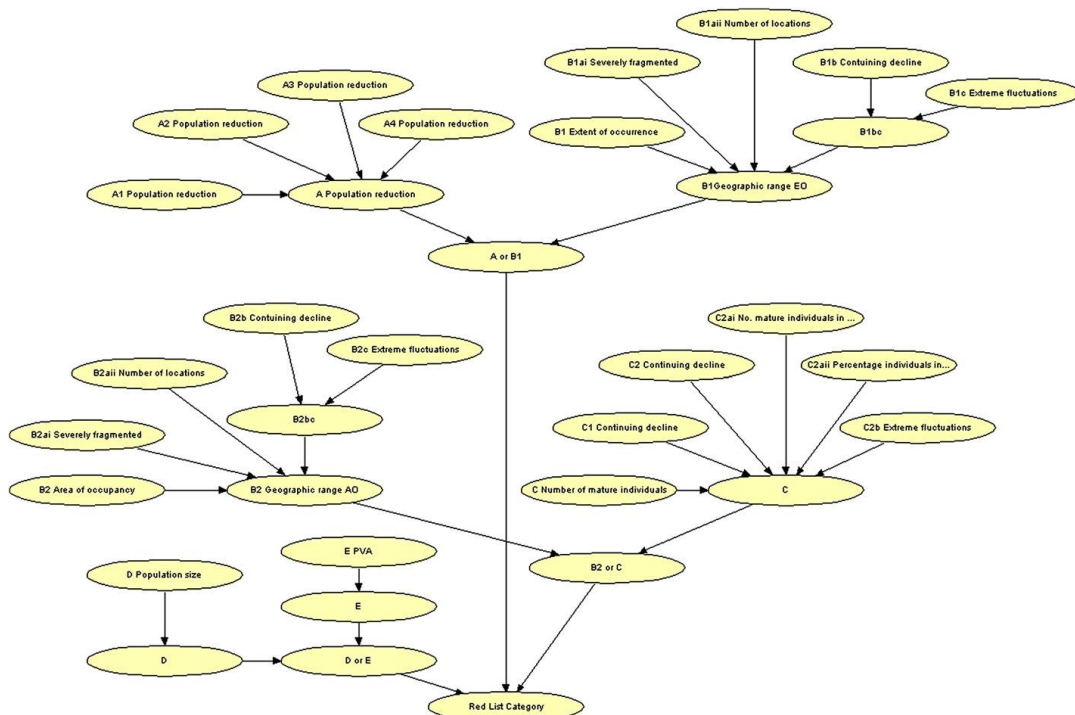 B1aii Number of locations
B1ai Severely fragmented
B1b Contuining decline
A3 Population reduction
B1c Extreme fluctuations
A2 Population reduction
A4 Population reduction
B1 Extent of occurrence
B1bc
A1 Population reduction
A Population reduction
B1Geographic range EO
A or B1
B2b Contuining decline
C2ai No. mature individuals in ...
B2c Extreme fluctuations
B2aii Number of locations
C2 Continuing decline
C2aii Percentage individuals in...
B2bc
C1 Continuing decline
C2b Extreme fluctuations
B2ai Severely fragmented
B2 Area of occupancy
B2 Geographic range AO
C Number of mature individuals
C
E PVA
B2 or C
D Population size
E
D
D or E
Red List Category